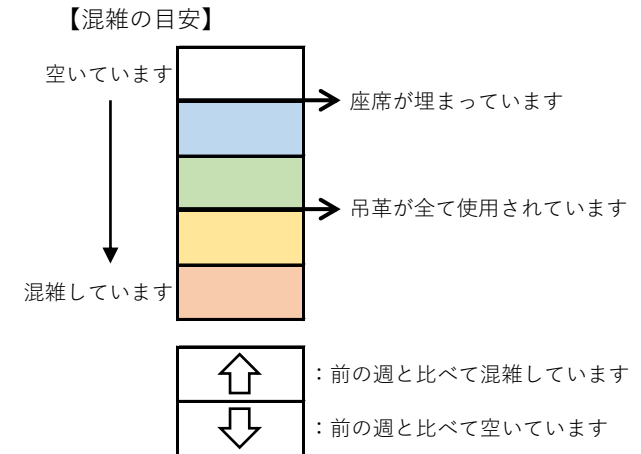 【混雑の目安】
空いています
座席が埋まっています
吊革が全て使用されています
混雑しています
：前の週と比べて混雑しています
：前の週と比べて空いています